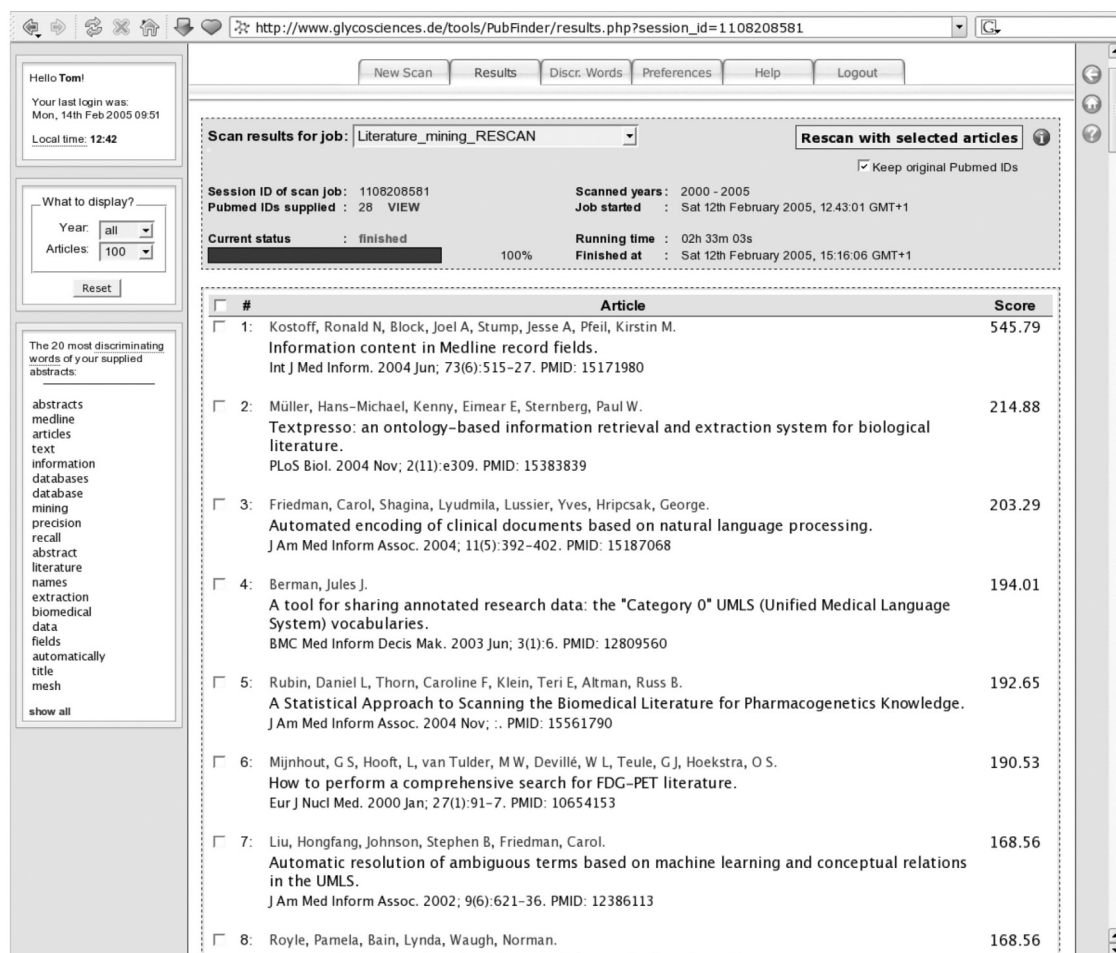 http://www.glycosciences.de/tools/PubFinder/results.php?session_id=1108208581
G
Hello Tom!
Your last login was:
Mon, 14th Feb 2005 09:51
Local time: 12:42
What to display?
Year: all
Articles: 100
Reset
The 20 most discriminating
words of your supplied
abstracts:
abstracts
medline
articles
text
information
databases
database
mining
precision
recall
abstract
literature
names
extraction
biomedical
data
fields
automatically
title
mesh
show all
New Scan Results Discr. Words Preferences Help Logout
Scan results for job: Literature_mining_RESCAN Rescan with selected articles i
Keep original Pubmed IDs
Session ID of scan job: 1108208581 Scanned years: 2000 - 2005
Pubmed IDs supplied : 28 VIEW Job started : Sat 12th February 2005, 12.43:01 GMT+1
Current status : finished Running time : 02h 33m 03s
100% Finished at : Sat 12th February 2005, 15:16:06 GMT+1
# Article Score
1: Kostoff, Ronald N, Block, Joel A, Stump, Jesse A, Pfeil, Kirstin M. 545.79
Information content in Medline record fields.
Int J Med Inform. 2004 Jun; 73(6):515-27. PMID: 15171980
2: Müller, Hans-Michael, Kenny, Eimear E, Sternberg, Paul W. 214.88
Textpresso: an ontology-based information retrieval and extraction system for biological
literature.
PLoS Biol. 2004 Nov; 2(11):e309. PMID: 15383839
3: Friedman, Carol, Shagina, Lyudmila, Lussier, Yves, Hripcsak, George. 203.29
Automated encoding of clinical documents based on natural language processing.
J Am Med Inform Assoc. 2004; 11(5):392-402. PMID: 15187068
4: Berman, Jules J. 194.01
A tool for sharing annotated research data: the "Category 0" UMLS (Unified Medical Language
System) vocabularies.
BMC Med Inform Decis Mak. 2003 Jun; 3(1):6. PMID: 12809560
5: Rubin, Daniel L, Thorn, Caroline F, Klein, Teri E, Altman, Russ B. 192.65
A Statistical Approach to Scanning the Biomedical Literature for Pharmacogenetics Knowledge.
J Am Med Inform Assoc. 2004 Nov; :. PMID: 15561790
6: Mijnhout, G S, Hooft, L, van Tulder, M W, Devillé, W L, Teule, G J, Hoekstra, O S. 190.53
How to perform a comprehensive search for FDG-PET literature.
Eur J Nucl Med. 2000 Jan; 27(1):91-7. PMID: 10654153
7: Liu, Hongfang, Johnson, Stephen B, Friedman, Carol. 168.56
Automatic resolution of ambiguous terms based on machine learning and conceptual relations
in the UMLS.
J Am Med Inform Assoc. 2002; 9(6):621-36. PMID: 12386113
8: Royle, Pamela, Bain, Lynda, Waugh, Norman. 168.56